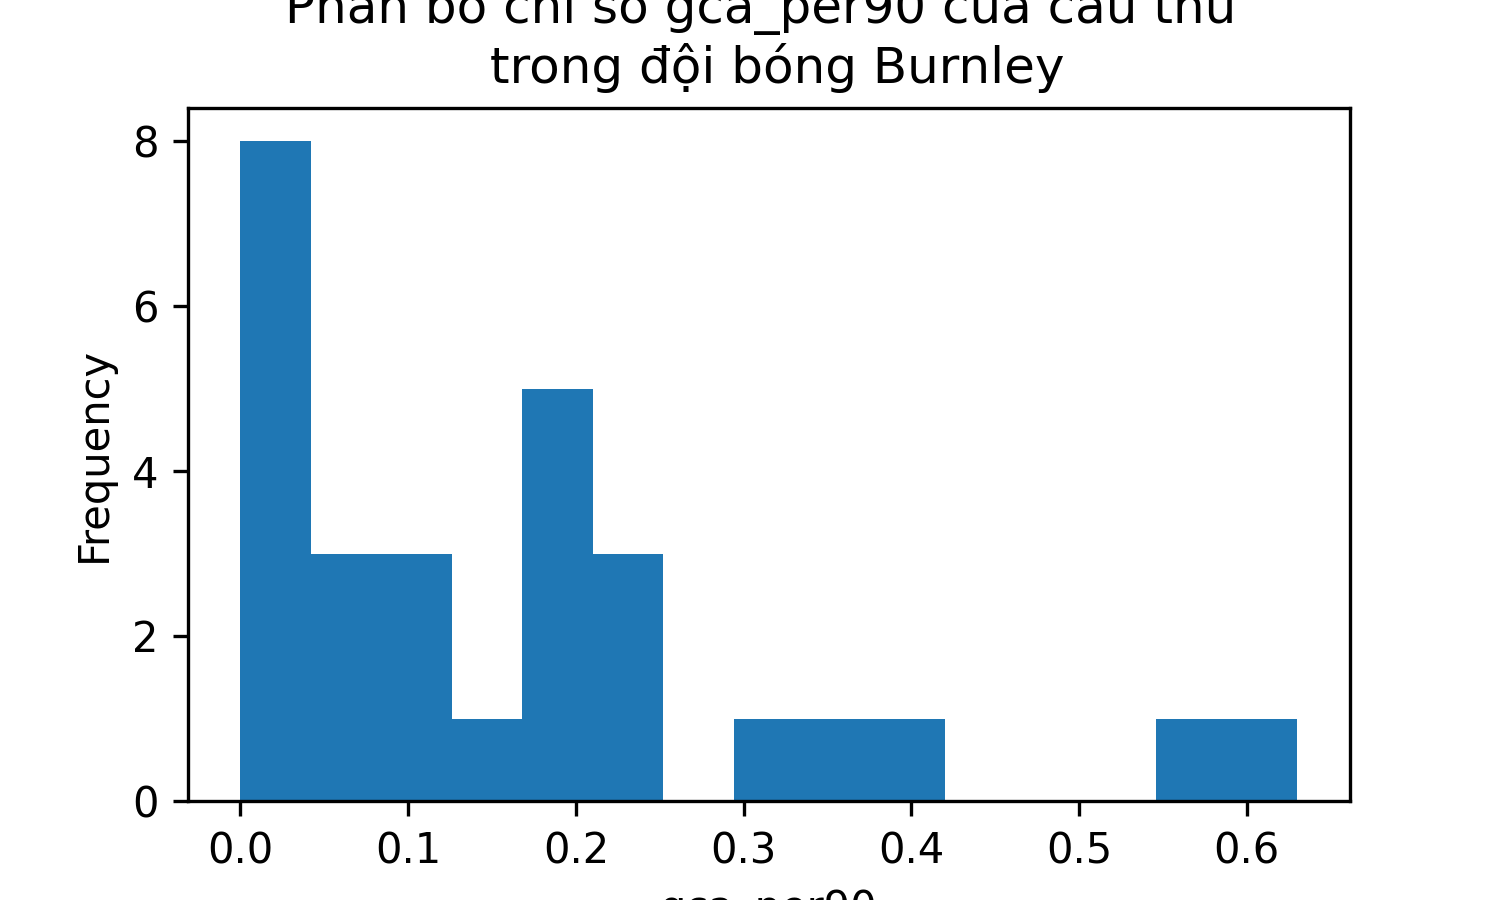 Phân bố chỉ số gca_per90 của cầu thủ
trong đội bóng Burnley
8
6
4
2
0
Frequency
0.0 0.1 0.2 0.3 0.4 0.5 0.6
gca_per90